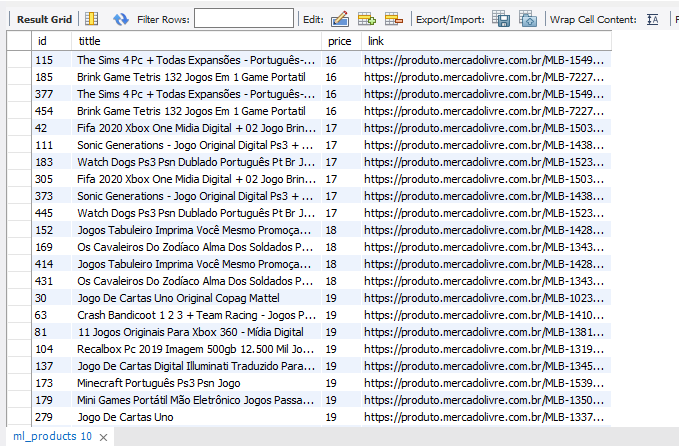 Result Grid Filter Rows: Edit: Export/Import: Wrap Cell Content: IA
id tittle price link
115 The Sims 4 Pc + Todas Expansões - Português-... 16 https://produto.mercadolivre.com.br/MLB-1549...
185 Brink Game Tetris 132 Jogos Em 1 Game Portatil 16 https://produto.mercadolivre.com.br/MLB-7227...
377 The Sims 4 Pc + Todas Expansões - Português-... 16 https://produto.mercadolivre.com.br/MLB-1549...
454 Brink Game Tetris 132 Jogos Em 1 Game Portatil 16 https://produto.mercadolivre.com.br/MLB-7227...
42 Fifa 2020 Xbox One Midia Digital + 02 Jogo Brin... 17 https://produto.mercadolivre.com.br/MLB-1503...
111 Sonic Generations - Jogo Original Digital Ps3 + ... 17 https://produto.mercadolivre.com.br/MLB-1438...
183 Watch Dogs Ps3 Psn Dublado Português Pt Br J... 17 https://produto.mercadolivre.com.br/MLB-1523...
305 Fifa 2020 Xbox One Midia Digital + 02 Jogo Brin... 17 https://produto.mercadolivre.com.br/MLB-1503...
373 Sonic Generations - Jogo Original Digital Ps3 + ... 17 https://produto.mercadolivre.com.br/MLB-1438...
445 Watch Dogs Ps3 Psn Dublado Português Pt Br J... 17 https://produto.mercadolivre.com.br/MLB-1523...
152 Jogos Tabuleiro Imprima Você Mesmo Promoça... 18 https://produto.mercadolivre.com.br/MLB-1428...
169 Os Cavaleiros Do Zodíaco Alma Dos Soldados P... 18 https://produto.mercadolivre.com.br/MLB-1343...
414 Jogos Tabuleiro Imprima Você Mesmo Promoça... 18 https://produto.mercadolivre.com.br/MLB-1428...
431 Os Cavaleiros Do Zodíaco Alma Dos Soldados P... 18 https://produto.mercadolivre.com.br/MLB-1343...
30 Jogo De Cartas Uno Original Copag Mattel 19 https://produto.mercadolivre.com.br/MLB-1023...
63 Crash Bandicoot 1 2 3 + Team Racing - Jogos P... 19 https://produto.mercadolivre.com.br/MLB-1410...
81 11 Jogos Originais Para Xbox 360 - Mídia Digital 19 https://produto.mercadolivre.com.br/MLB-1381...
104 Recalbox Pc 2019 Imagem 500gb 12.500 Mil Jo... 19 https://produto.mercadolivre.com.br/MLB-1319...
137 Jogo De Cartas Digital Illuminati Traduzido Para... 19 https://produto.mercadolivre.com.br/MLB-1345...
173 Minecraft Português Ps3 Psn Jogo 19 https://produto.mercadolivre.com.br/MLB-1539...
179 Mini Games Portátil Mão Eletrônico Jogos Passa... 19 https://produto.mercadolivre.com.br/MLB-1350...
279 Jogo De Cartas Uno 19 https://produto.mercadolivre.com.br/MLB-1337...
ml_products 10